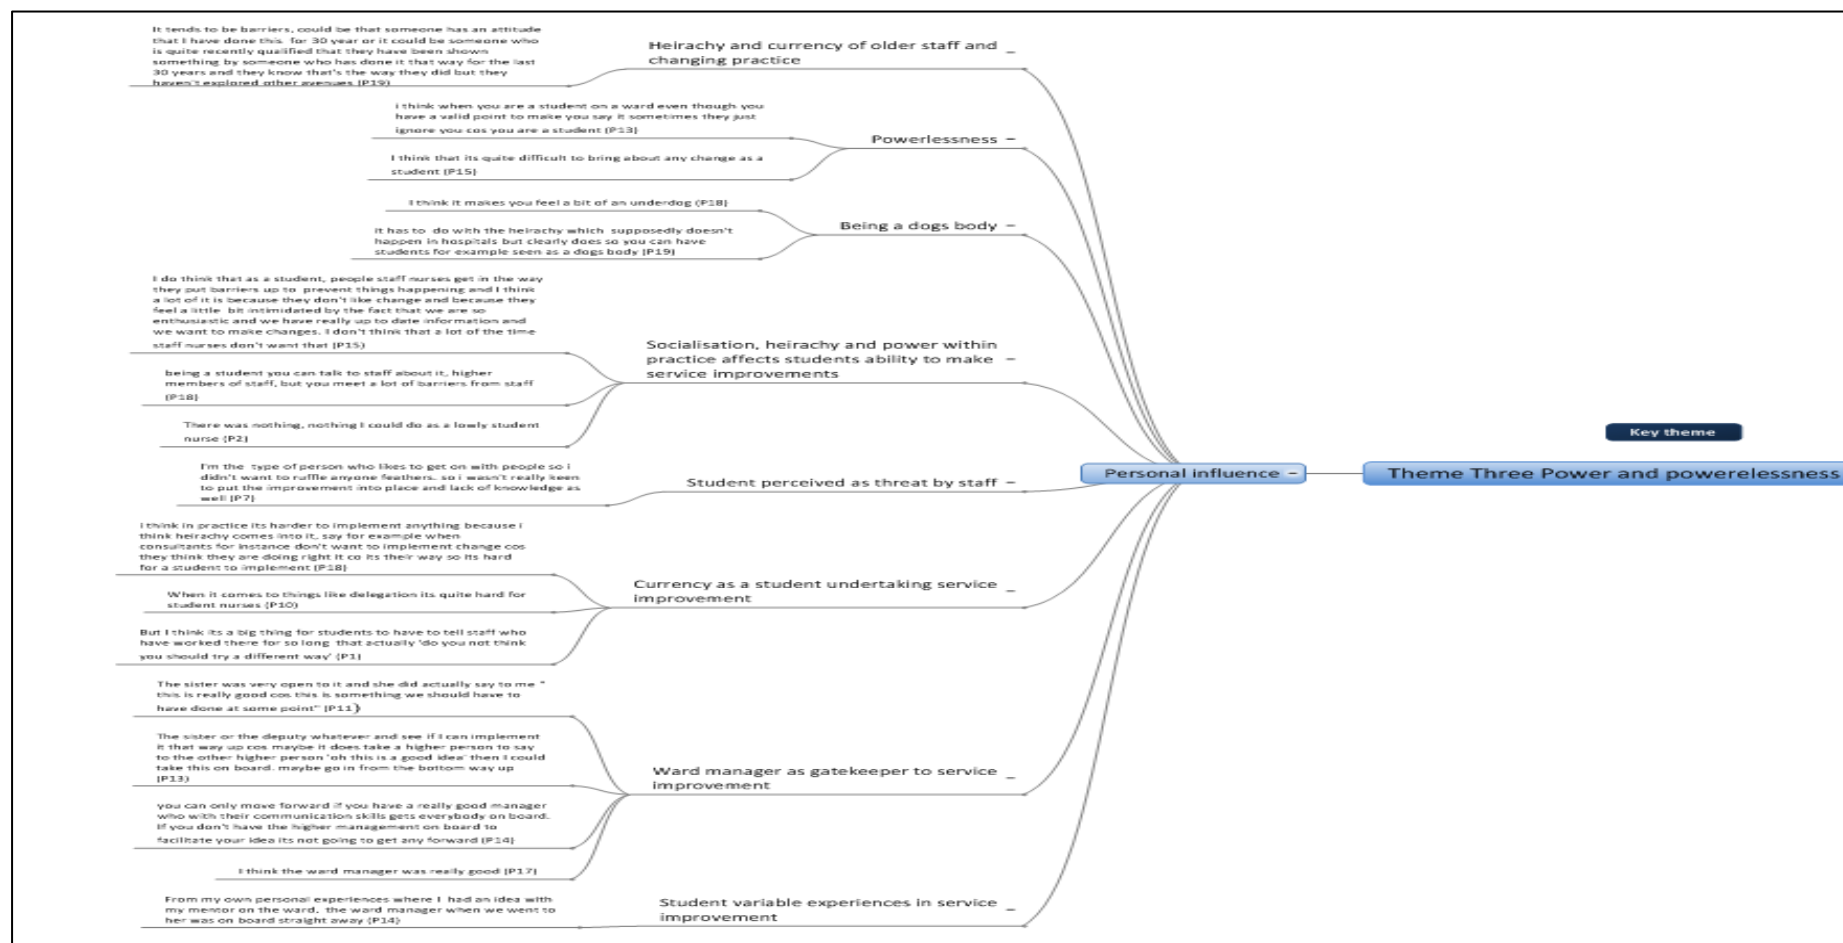 It tends to be barriers, could be that someone has an attitude
that I have done this  for 30 year or it could be someone who
is quite recently qualified that they have been shown
something by someone who has done it that way for the last
30 years and they know that's the way they did but they
haven't explored other avenues (P19)
Heirachy and currency of older staff and
changing practice
i think when you are a student on a ward even though you
have a valid point to make you say it sometimes they just
ignore you cos you are a student (P13)
I think that its quite difficult to bring about any change as a
student (P15)
Powerlessness
I think it makes you feel a bit of an underdog (P18)
it has to  do with the heirachy which  supposedly doesn't
happen in hospitals but clearly does so you can have
students for example seen as a dogs body (P19)
Being a dogs body
I do think that as a student, people staff nurses get in the way
they put barriers up to  prevent things happening and I think
a lot of it is because they don't like change and because they
feel a little  bit intimidated by the fact that we are so
enthusiastic and we have really up to date information and
we want to make changes. I don't think that a lot of the time
staff nurses don't want that (P15)
being a student you can talk to staff about it, higher
members of staff, but you meet a lot of barriers from staff
(P18)
There was nothing, nothing I could do as a lowly student
nurse (P2)
Socialisation, heirachy and power within
practice affects students ability to make
service improvements
I'm the  type of person who likes to get on with people so i
didn't want to ruffle anyone feathers. so i wasn't really keen
to put the improvement into place and lack of knowledge as
well (P7)
Student perceived as threat by staff
i think in practice its harder to implement anything because i
think heirachy comes into it, say for example when
consultants for instance don't want to implement change cos
they think they are doing right it co its their way so its hard
for a student to implement (P18)
When it comes to things like delegation its quite hard for
student nurses (P10)
But I think its a big thing for students to have to tell staff who
have worked there for so long  that actually 'do you not think
you should try a different way' (P1)
Currency as a student undertaking service
improvement
The sister was very open to it and she did actually say to me "
this is really good cos this is something we should have to
have done at some point" (P11)
The sister or the deputy whatever and see if I can implement
it that way up cos maybe it does take a higher person to say
to the other higher person 'oh this is a good idea' then I could
take this on board. maybe go in from the bottom way up
(P13)
you can only move forward if you have a really good manager
who with their communication skills gets everybody on board.
If you don't have the higher management on board to
facilitate your idea its not going to get any forward (P14)
I think the ward manager was really good (P17)
Ward manager as gatekeeper to service
improvement
From my own personal experiences where I  had an idea with
my mentor on the ward,  the ward manager when we went to
her was on board straight away (P14)
Student variable experiences in service
improvement
Personal influence
Key theme
Theme Three Power and powerelessness